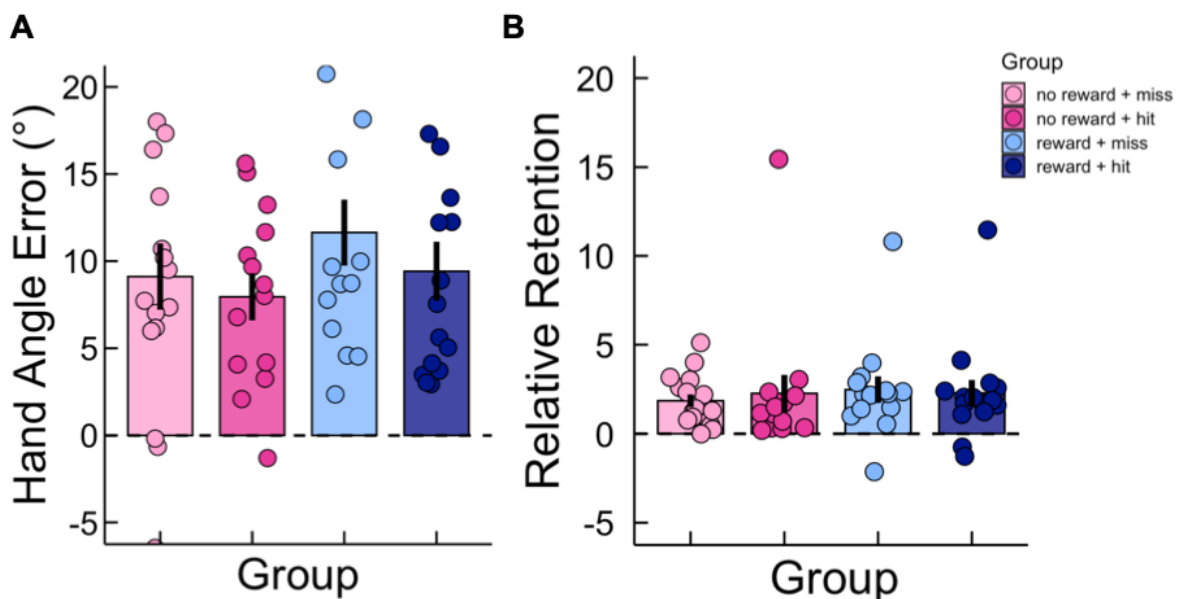 A
B
Hand Angle Error (°)
20
15
10
5
0
-5
Group
Relative Retention
20
15
10
5
0
-5
Group
Group
no reward + miss
no reward + hit
reward + miss
reward + hit